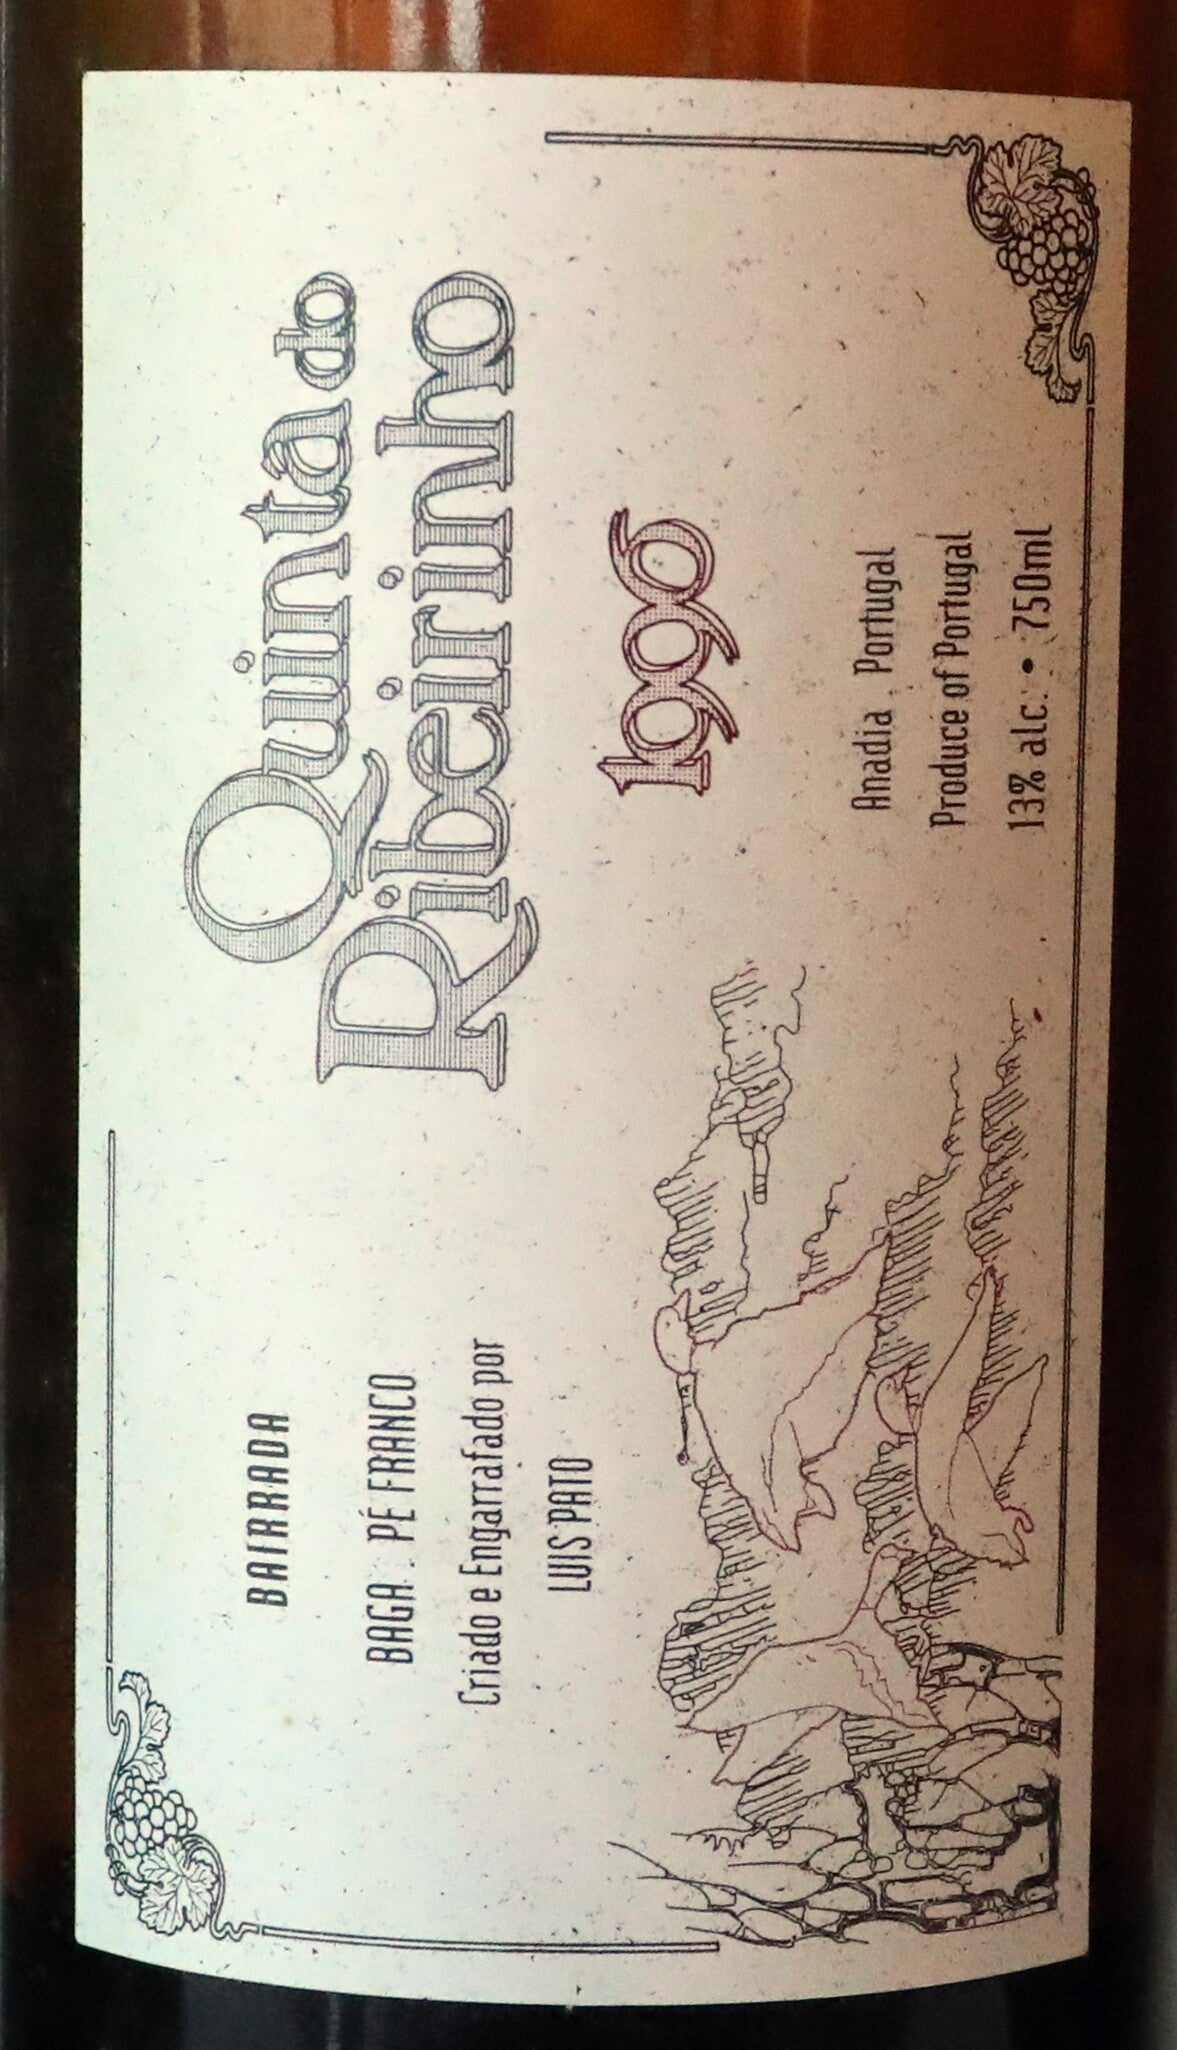 BAIRRADA
BAGA . PÉ FRANCO
Criado e Engarrafado por
LUIS PATO
Quinta do
Ribeirinho
1996
Anadia . Portugal
Produce of Portugal
13% alc. • 750ml